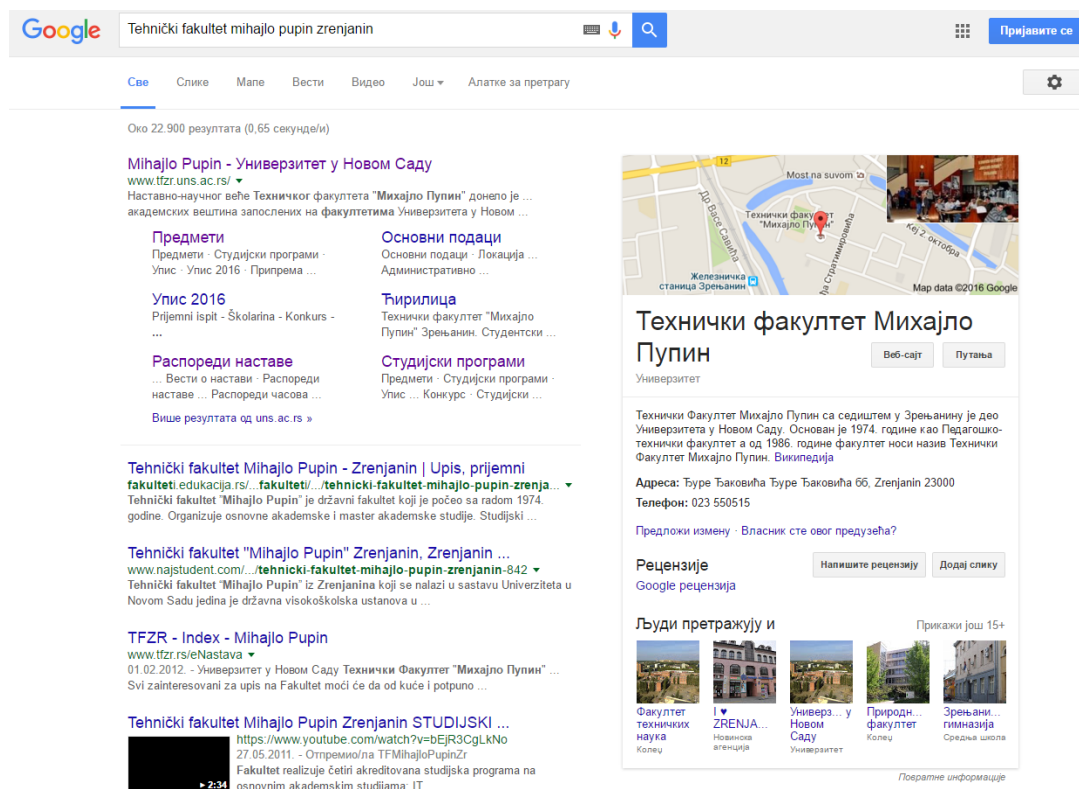 Google
Tehnički fakultet mihajlo pupin zrenjanin
Пријавите се
Све Слике Мапе Вести Видео Још Алатке за претрагу
Око 22.900 резултата (0,65 секунде/и)
Mihajlo Pupin - Универзитет у Новом Саду
www.tfzr.uns.ac.rs/
Наставно-научног веће Техничког факултета "Михајло Пупин" донело је ...
академских вештина запослених на факултетима Универзитета у Новом ...
Предмети
Предмети · Студијски програми ·
Упис · Упис 2016 · Припрема ...
Основни подаци
Основни подаци · Локација ...
Административно ...
Упис 2016
Prijemni ispit - Školarina - Konkurs -
...
Ћирилица
Технички факултет "Михајло
Пупин" Зрењанин. Студентски ...
Распореди наставе
... Вести о настави · Распореди
наставе ... Распореди часова ...
Студијски програми
Предмети · Студијски програми ·
Упис ... Конкурс · Студијски ...
Више резултата од uns.ac.rs »
Tehnički fakultet Mihajlo Pupin - Zrenjanin | Upis, prijemni
fakulteti.edukacija.rs/...fakulteti/.../tehnicki-fakultet-mihajlo-pupin-zrenja...
Tehnički fakultet "Mihajlo Pupin" je državni fakultet koji je počeo sa radom 1974.
godine. Organizuje osnovne akademske i master akademske studije. Studijski ...
Tehnički fakultet "Mihajlo Pupin" Zrenjanin, Zrenjanin ...
www.najstudent.com/.../tehnicki-fakultet-mihajlo-pupin-zrenjanin-842
Tehnički fakultet "Mihajlo Pupin" iz Zrenjanina koji se nalazi u sastavu Univerziteta u
Novom Sadu jedina je državna visokoškolska ustanova u ...
TFZR - Index - Mihajlo Pupin
www.tfzr.rs/eNastava
01.02.2012. - Универзитет у Новом Саду Технички Факултет "Михајло Пупин" ...
Svi zainteresovani za upis na Fakultet moći će da od kuće i potpuno ...
Tehnički fakultet Mihajlo Pupin Zrenjanin STUDIJSKI ...
https://www.youtube.com/watch?v=bEjR3CgLkNo
27.05.2011. - Отпремио/ла TFMihajloPupinZr
Fakultet realizuje četiri akreditovana studijska programa na
osnovnim akademskim studijama: IT
2:34
12
Most na suvom
Др Васе Савића
Технички факултет
"Михајло Пупин"
Кеј 2. октобра
Железничка
станица Зрењанин
ђа Стратимировића
Map data ©2016 Google
Технички факултет Михајло
Пупин
Веб-сајт
Путања
Универзитет
Технички Факултет Михајло Пупин са седиштем у Зрењанину је део
Универзитета у Новом Саду. Основан је 1974. године као Педагошко-
технички факултет а од 1986. године факултет носи назив Технички
Факултет Михајло Пупин. Википедија
Адреса: Ђуре Ђаковића Ђуре Ђаковића бб, Zrenjanin 23000
Телефон: 023 550515
Предложи измену · Власник сте овог предузећа?
Рецензије
Напишите рецензију
Додај слику
Google рецензија
Људи претражују и
Прикажи још 15+
Факултет
техничких
наука
Колеџ
I ♥
ZRENJA...
Новинска
агенција
Универз... у
Новом
Саду
Универзитет
Природн...
факултет
Колеџ
Зрењани...
гимназија
Средња школа
Повратне информације